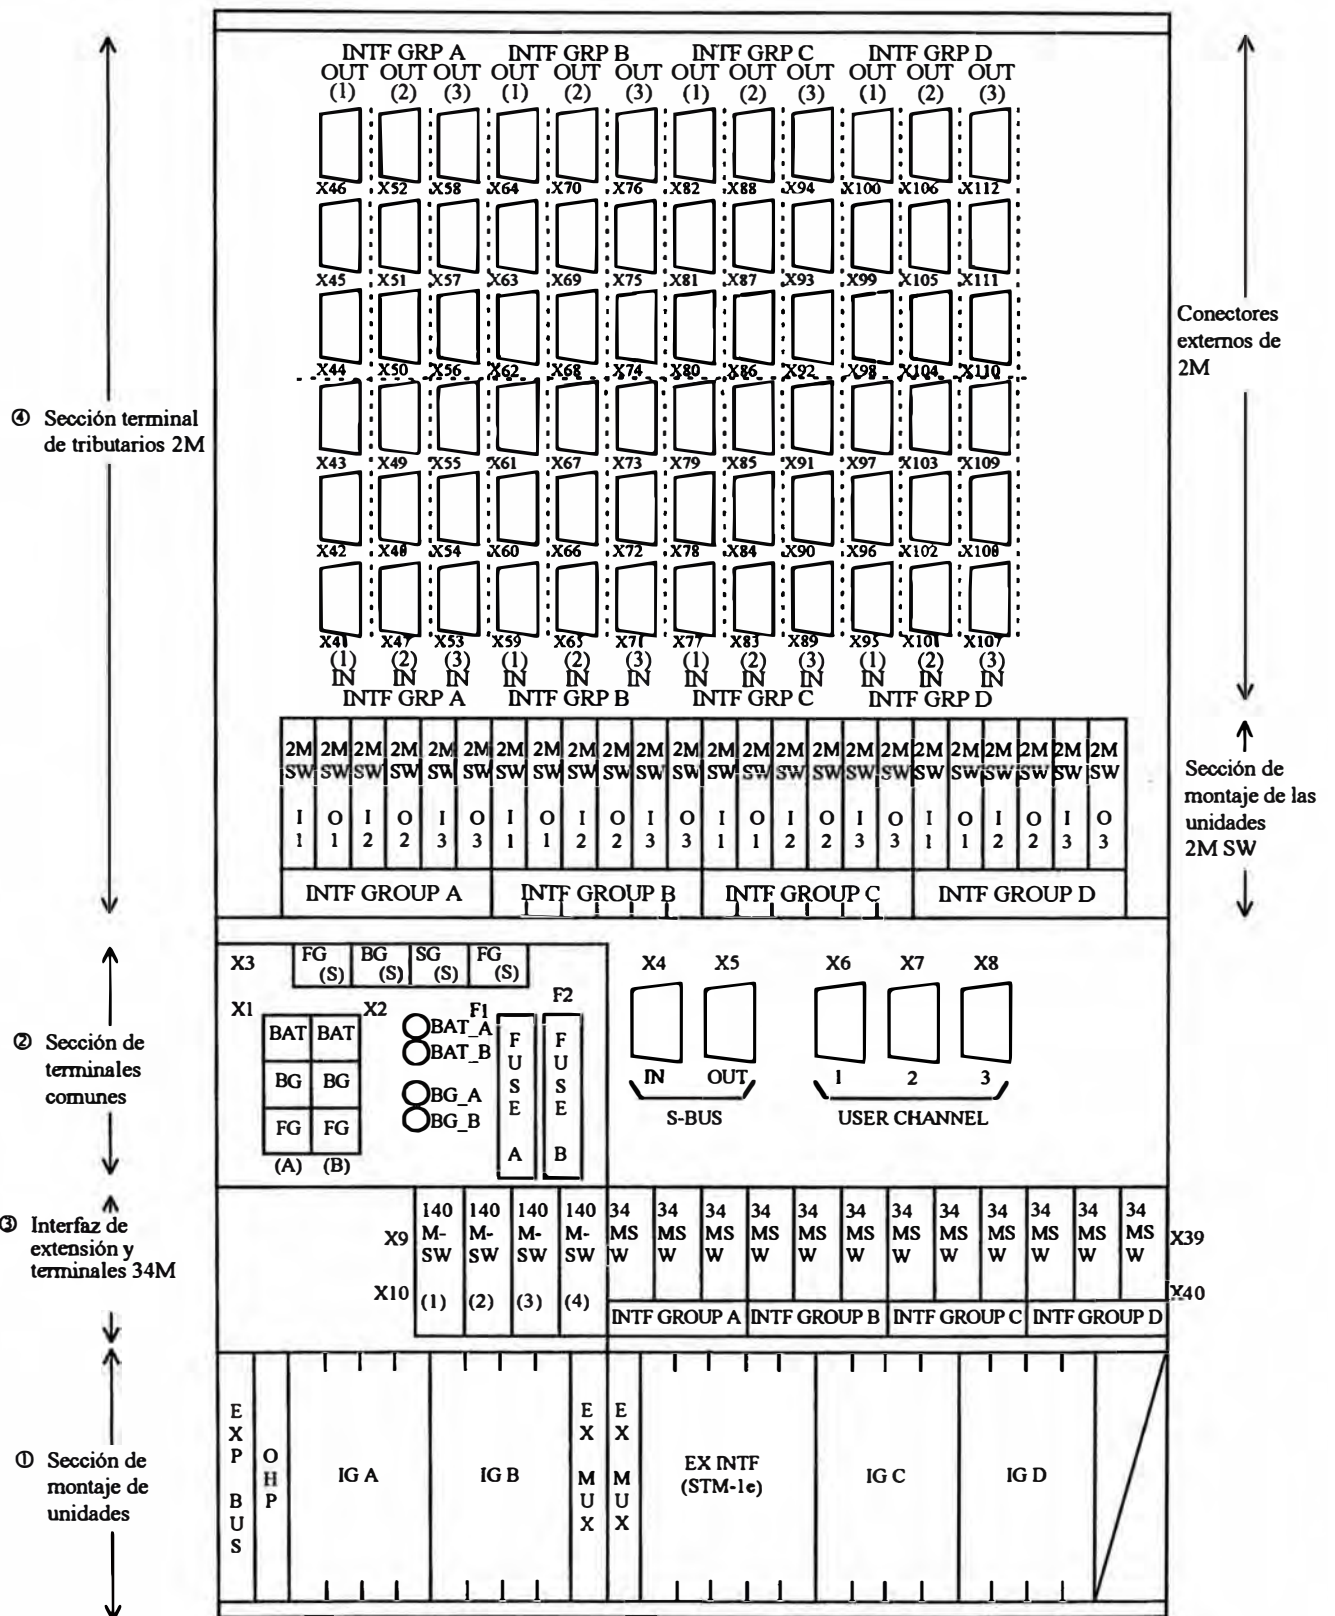 INTF GRP A INTF GRP B INTF GRP C INTF GRP D
OUT OUT OUT OUT OUT OUT OUT OUT OUT OUT OUT OUT
(1) (2) (3) (1) (2) (3) (1) (2) (3) (1) (2) (3)
X46 X52 X58 X64 X70 X76 X82 X88 X94 X100 X106 X112
X45 X51 X57 X63 X69 X75 X81 X87 X93 X99 X105 X111
X44 X50 X56 X62 X68 X74 X80 X86 X92 X98 X104 X110
X43 X49 X55 X61 X67 X73 X79 X85 X91 X97 X103 X109
X42 X48 X54 X60 X66 X72 X78 X84 X90 X96 X102 X108
X41 X47 X53 X59 X65 X71 X77 X83 X89 X95 X101 X107
(1) (2) (3) (1) (2) (3) (1) (2) (3) (1) (2) (3)
IN IN IN IN IN IN IN IN IN IN IN IN
INTF GRP A INTF GRP B INTF GRP C INTF GRP D
④ Sección terminal
de tributarios 2M
Conectores
externos de
2M
2M 2M 2M 2M 2M 2M 2M 2M 2M 2M 2M 2M 2M 2M 2M 2M 2M 2M 2M 2M 2M 2M 2M 2M
SW SW SW SW SW SW SW SW SW SW SW SW SW SW SW SW SW SW SW SW SW SW SW SW
I O I O I O I O I O I O I O I O I O I O I O I O
1 1 2 2 3 3 1 1 2 2 3 3 1 1 2 2 3 3 1 1 2 2 3 3
INTF GROUP A INTF GROUP B INTF GROUP C INTF GROUP D
Sección de
montaje de las
unidades
2M SW
② Sección de
terminales
comunes
X3 FG (S) BG (S) SG (S) FG (S)
X1 X2 F1 F2
BAT BAT
BG BG
FG FG
(A) (B)
BAT_A
BAT_B
BG_A
BG_B
FUSE A
FUSE B
X4 X5 X6 X7 X8
IN OUT 1 2 3
S-BUS USER CHANNEL
③ Interfaz de
extensión y
terminales 34M
X9
X10
140 140 140 140 34 34 34 34 34 34 34 34 34 34 34 34
M- M- M- M- MS MS MS MS MS MS MS MS MS MS MS MS
SW SW SW SW W W W W W W W W W W W W
(1) (2) (3) (4)
INTF GROUP A INTF GROUP B INTF GROUP C INTF GROUP D
X39
X40
① Sección de
montaje de
unidades
EXP BUS
OHP
IG A
IG B
EX MUX
EX MUX
EX INTF
(STM-1e)
IG C
IG D